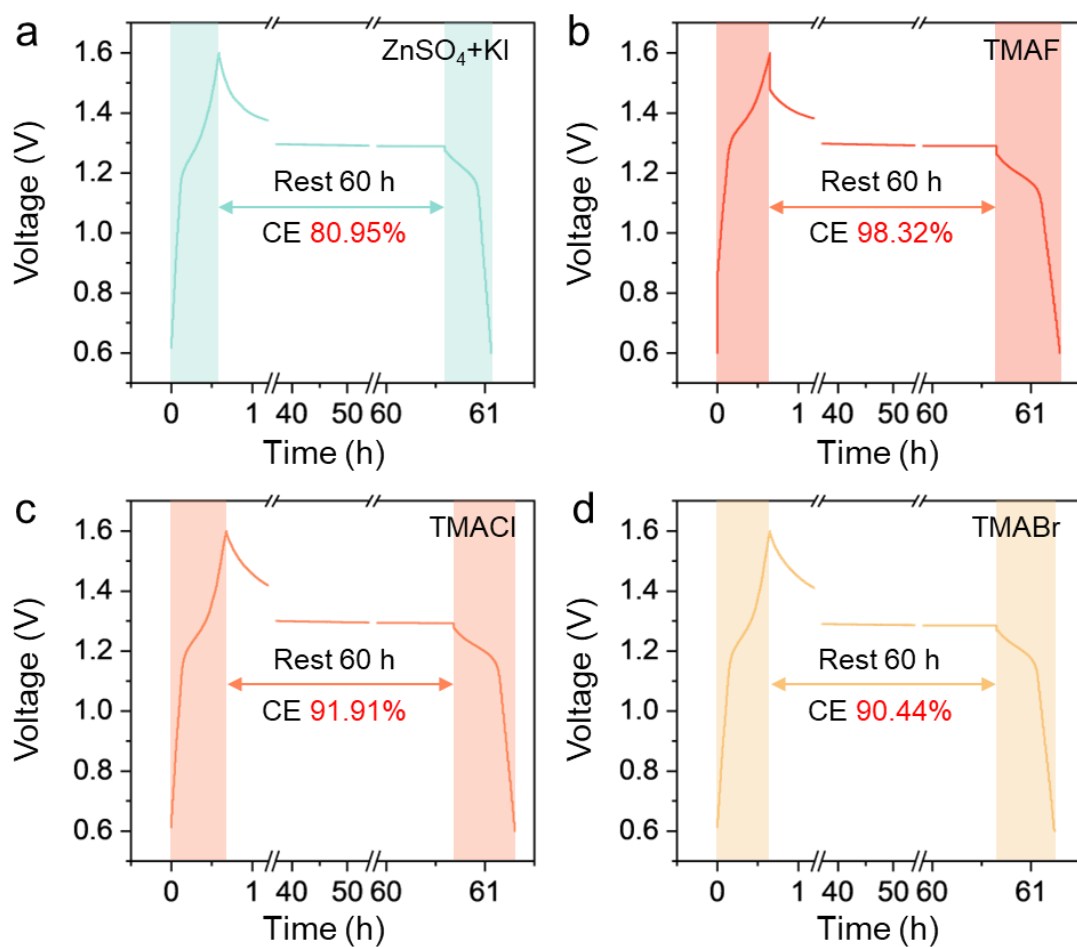 a
ZnSO₄+KI
Voltage (V)
1.6
1.4
1.2
1.0
0.8
0.6
Rest 60 h
CE 80.95%
0 1 40 50 60 61
Time (h)
b
TMAF
Voltage (V)
1.6
1.4
1.2
1.0
0.8
0.6
Rest 60 h
CE 98.32%
0 1 40 50 60 61
Time (h)
c
TMACl
Voltage (V)
1.6
1.4
1.2
1.0
0.8
0.6
Rest 60 h
CE 91.91%
0 1 40 50 60 61
Time (h)
d
TMABr
Voltage (V)
1.6
1.4
1.2
1.0
0.8
0.6
Rest 60 h
CE 90.44%
0 1 40 50 60 61
Time (h)